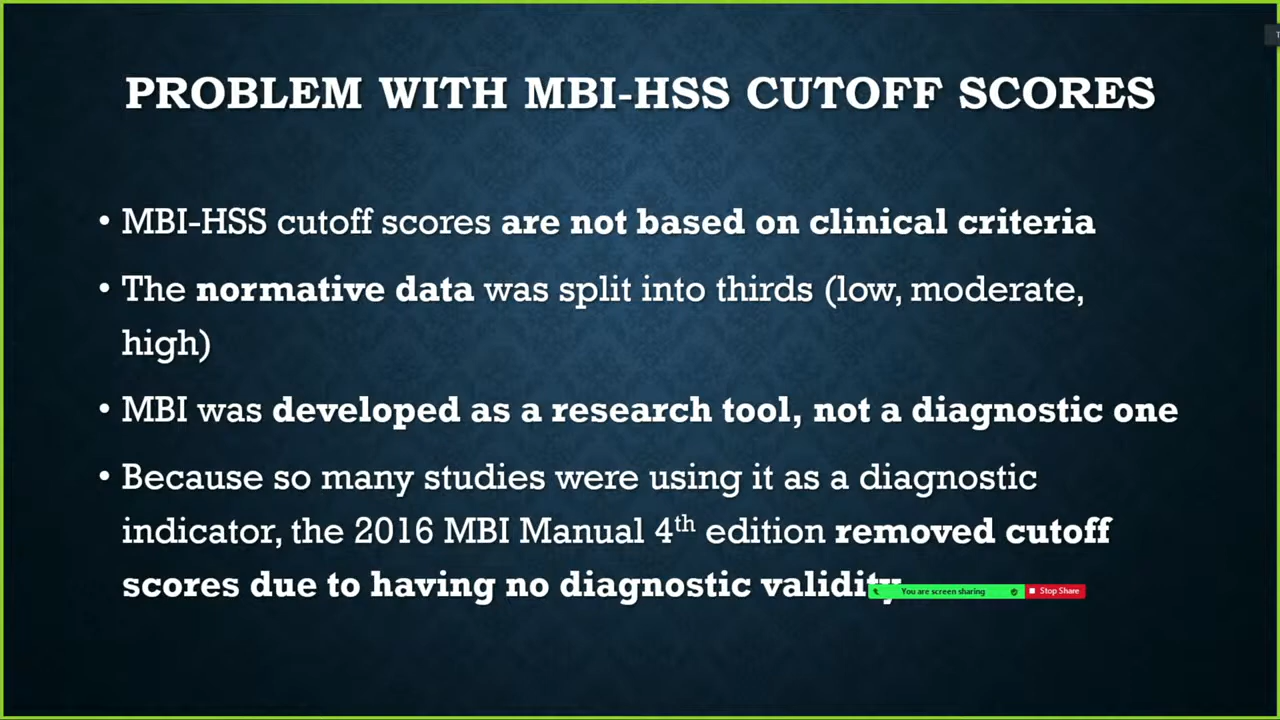 PROBLEM WITH MBI-HSS CUTOFF SCORES
• MBI-HSS cutoff scores are not based on clinical criteria
• The normative data was split into thirds (low, moderate,
high)
• MBI was developed as a research tool, not a diagnostic one
• Because so many studies were using it as a diagnostic
indicator, the 2016 MBI Manual 4th edition removed cutoff
scores due to having no diagnostic validity
You are screen sharing Stop Share